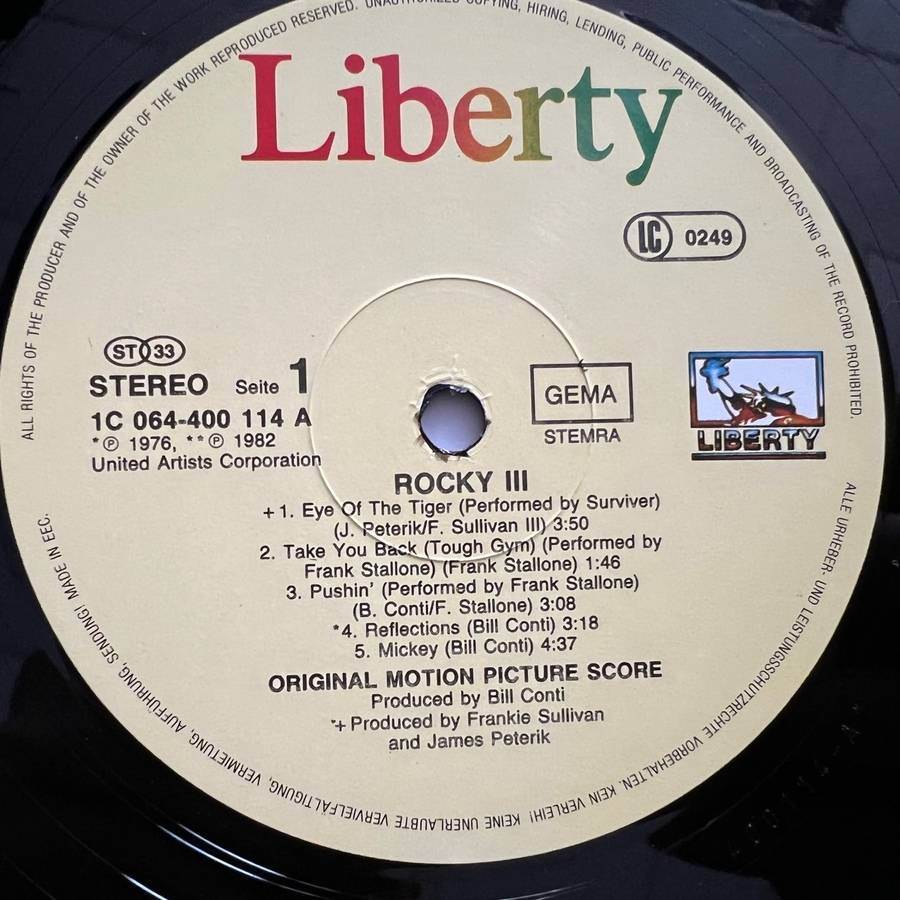 ALL RIGHTS OF THE PRODUCER AND OF THE OWNER OF THE WORK REPRODUCED RESERVED. UNAUTHORIZED COPYING, HIRING, LENDING, PUBLIC PERFORMANCE AND BROADCASTING OF THE RECORD PROHIBITED.
Liberty
LC 0249
ST 33
STEREO Seite 1
GEMA
STEMRA
LIBERTY
1C 064-400 114 A
* ℗ 1976, ** ℗ 1982
United Artists Corporation
ROCKY III
+ 1. Eye Of The Tiger (Performed by Surviver)
(J. Peterik/F. Sullivan III) 3:50
2. Take You Back (Tough Gym) (Performed by
Frank Stallone) (Frank Stallone) 1:46
3. Pushin' (Performed by Frank Stallone)
(B. Conti/F. Stallone) 3:08
*4. Reflections (Bill Conti) 3:18
5. Mickey (Bill Conti) 4:37
ORIGINAL MOTION PICTURE SCORE
Produced by Bill Conti
*+ Produced by Frankie Sullivan
and James Peterik
ALLE URHEBER- UND LEISTUNGSSCHUTZRECHTE VORBEHALTEN. KEIN VERLEIH! KEINE UNERLAUBTE VERVIELFÄLTIGUNG, VERMIETUNG, AUFFÜHRUNG, SENDUNG! MADE IN EEC.